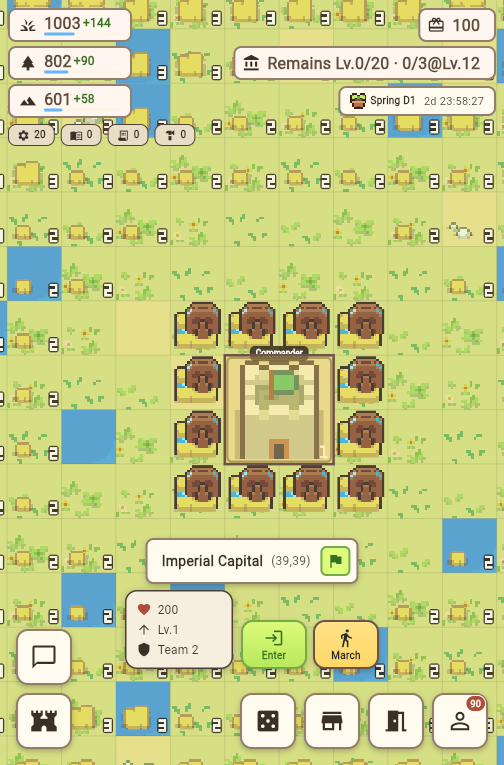 1003 +144
100
802 +90
Remains Lv.0/20 · 0/3@Lv.12
601 +58
Spring D1 2d 23:58:27
20 0 0 0
Commander
Imperial Capital (39,39)
200
Lv.1
Team 2
Enter
March
90